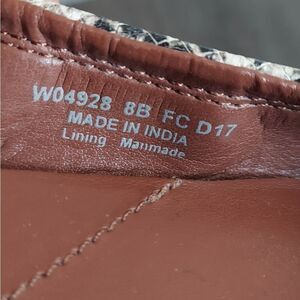 W04928 8B FC D17
MADE IN INDIA
Lining Manmade